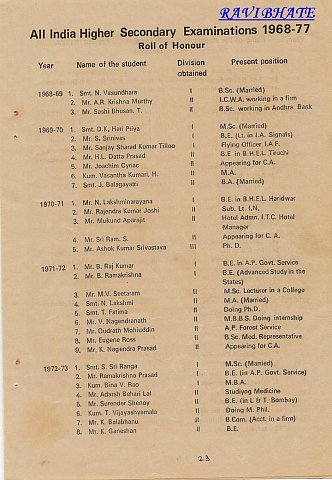 RAVI BHATE
All India Higher Secondary Examinations 1968-77
Roll of Honour
Year Name of the student Division obtained Present position
1968-69 1. Smt. N. Vasundhara I B.Sc. (Married)
2. Mr. A.R. Krishna Murthy II I.C.W.A. working in a firm
3. Mr. Sashi Bhusan. T. II B.Sc. working in Andhra Bank
1969-70 1. Smt. D.K. Hari Priya I M.Sc. (Married)
2. Mr. S. Srinivas I B.E. (Lt. in I.A. Signals)
3. Mr. Sanjay Sharad Kumar Tilloo I Flying Officer I.A.F.
4. Mr. H.L. Datta Prasad II B.E in B.H.E.L. Tiruchi
5. Mr. Joachim Cyriac II Appearing for C.A.
6. Kum. Vasantha Kumari, H. II M.A.
7. Smt. J. Balagayatri II B.A. (Married)
1970-71 1. Mr. N. Lakshminarayana I B.E. in B.H.E.L. Haridwar
2. Mr. Rajendra Kumar Joshi I Sub. Lt. I.N.
3. Mr. Mukund Aparajit II Hotel Admn. I.T.C. Hotel
Manager
4. Mr. Sri Ram. S. II Appearing for C. A.
5. Mr. Ashok Kumar Srivastava III Ph. D.
1971-72 1. Mr. B. Raj Kumar I B.E. in A.P. Govt. Service
2. Mr. B. Ramakrishna I B.E. (Advanced Study in the
States)
3. Mr. M.V. Seetaram II M.Sc. Lecturer in a College
4. Smt. N. Lakshmi II M.A. (Married)
5. Smt. T. Fatima II Doing Ph.D.
6. Mr. V. Nagendranath II M.B.B.S. Doing internship
7. Mr. Qudrath Mohiuddin II A.P. Forest Service
8. Mr. Eugene Ross II B.Sc. Med. Representative
9. Mr. K. Nagendra Prasad II Appearing for C.A.
1972-73 1. Smt. S. Sri Ranga I M.Sc. (Married)
2. Mr. Ramakrishna Prasad I B.E. (in A.P. Govt. Service)
3. Kum. Bina V. Rao I M.B.A.
4. Mr. Adarsh Behari Lal II Studiyng Medicine
5. Mr. Surender Shenoy II B.E. (in L & T. Bombay)
6. Kum. T. Vijayashyamala II Doing M. Phil.
7. Mr. K. Balabhanu II B.Com. (Acct. in a firm)
8. Mr. K. Ganeshan II B.E.
23